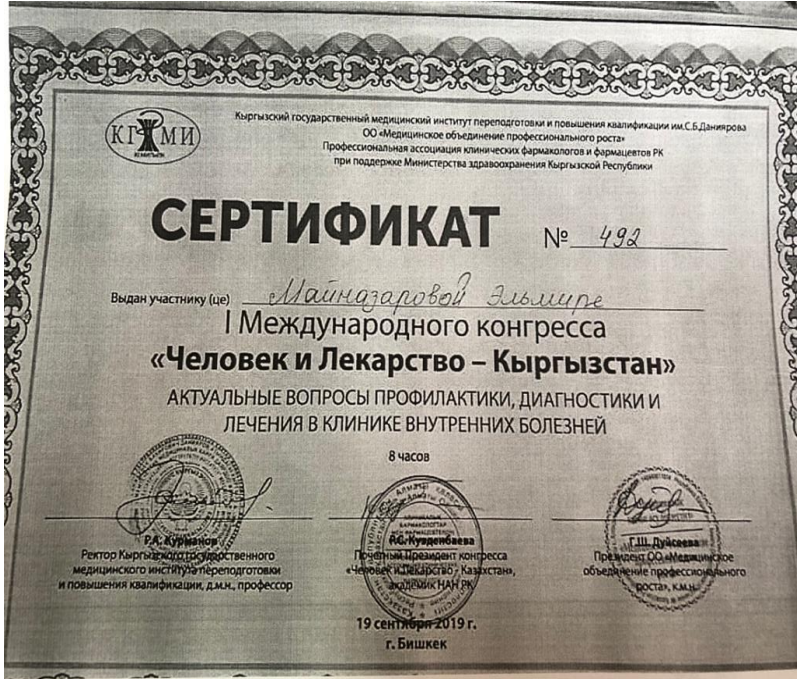 КГ МИ
Кыргызский государственный медицинский институт переподготовки и повышения квалификации им.С.Б.Даниярова
ОО «Медицинское объединение профессионального роста»
Профессиональная ассоциация клинических фармакологов и фармацевтов РК
при поддержке Министерства здравоохранения Кыргызской Республики
СЕРТИФИКАТ № 492
Выдан участнику (це) Майназаровой Эльмире
I Международного конгресса
«Человек и Лекарство – Кыргызстан»
АКТУАЛЬНЫЕ ВОПРОСЫ ПРОФИЛАКТИКИ, ДИАГНОСТИКИ И
ЛЕЧЕНИЯ В КЛИНИКЕ ВНУТРЕННИХ БОЛЕЗНЕЙ
8 часов
Р.А. Курманов
Ректор Кыргызского государственного
медицинского института переподготовки
и повышения квалификации, д.м.н., профессор
Р.С. Кузденбаева
Почетный Президент конгресса
«Человек и Лекарство - Казахстан»,
академик НАН РК
Г.Ш. Дуйсеева
Президент ОО «Медицинское
объединение профессионального
роста», к.м.н.
19 сентября 2019 г.
г. Бишкек